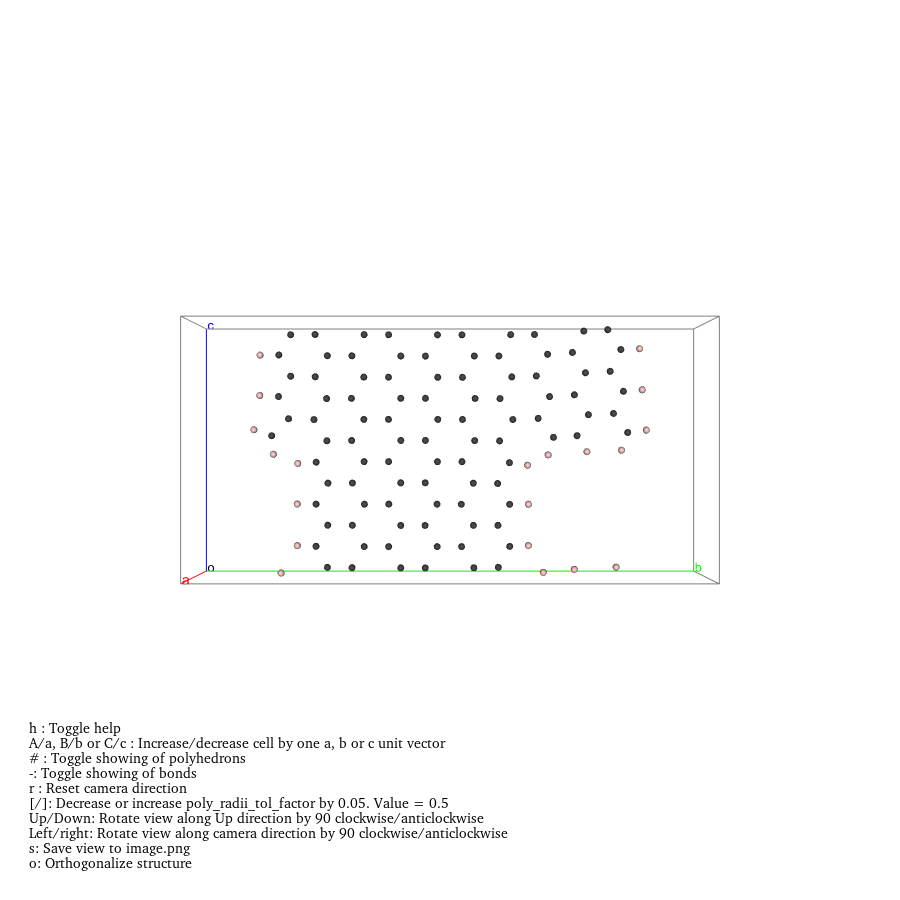 c
o
a
b
h : Toggle help
A/a, B/b or C/c : Increase/decrease cell by one a, b or c unit vector
# : Toggle showing of polyhedrons
-: Toggle showing of bonds
r : Reset camera direction
[/]: Decrease or increase poly_radii_tol_factor by 0.05. Value = 0.5
Up/Down: Rotate view along Up direction by 90 clockwise/anticlockwise
Left/right: Rotate view along camera direction by 90 clockwise/anticlockwise
s: Save view to image.png
o: Orthogonalize structure